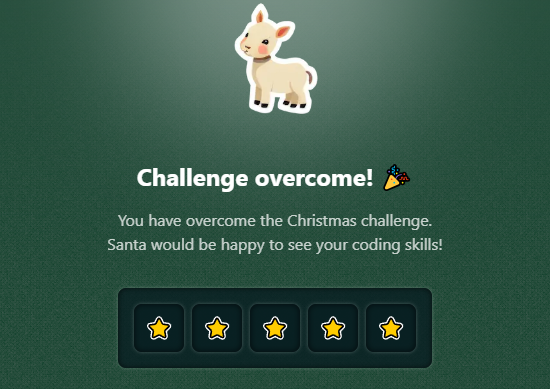 Challenge overcome! 🎉
You have overcome the Christmas challenge.
Santa would be happy to see your coding skills!